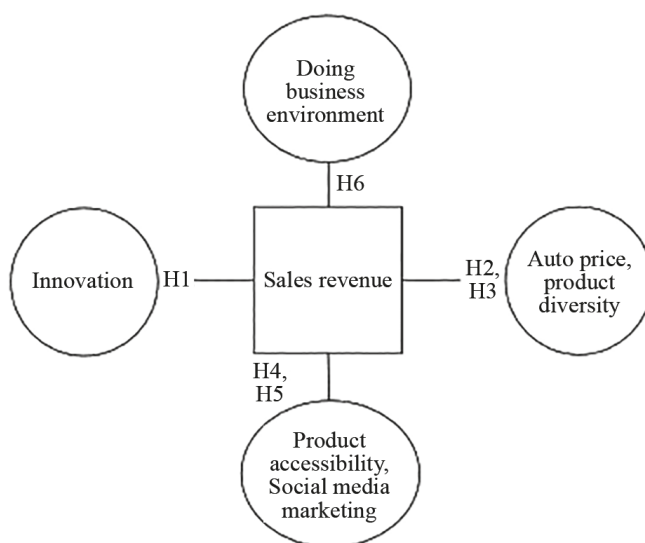 Doing
business
environment
H6
Innovation
H1
Sales revenue
H2,
H3
Auto price,
product
diversity
H4,
H5
Product
accessibility,
Social media
marketing